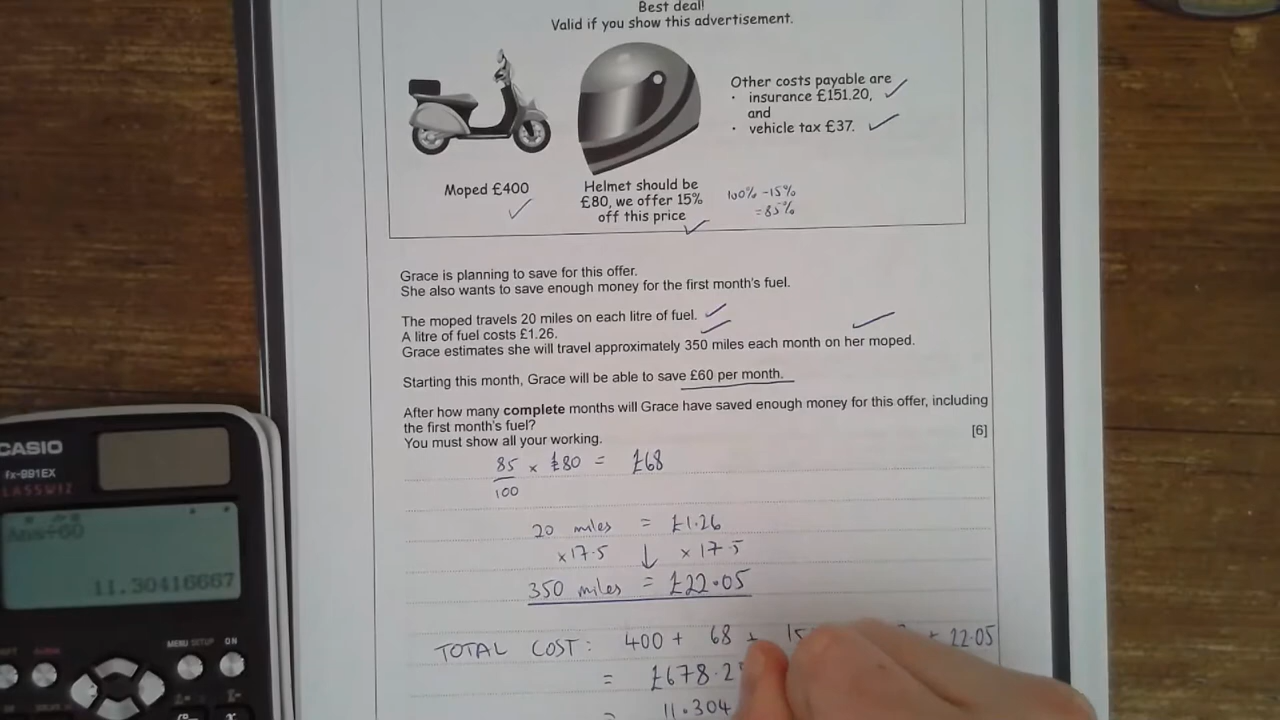 Best deal!
Valid if you show this advertisement.
Other costs payable are
· insurance £151.20,
and
· vehicle tax £37.
Moped £400
Helmet should be
£80, we offer 15%
off this price
100% -15%
=85%
Grace is planning to save for this offer.
She also wants to save enough money for the first month's fuel.
The moped travels 20 miles on each litre of fuel.
A litre of fuel costs £1.26.
Grace estimates she will travel approximately 350 miles each month on her moped.
Starting this month, Grace will be able to save £60 per month.
After how many complete months will Grace have saved enough money for this offer, including
the first month's fuel?
You must show all your working.
[6]
85 × £80 = £68
100
20 miles = £1.26
×17.5 ↓ × 17.5
350 miles = £22.05
TOTAL COST: 400 + 68 + + 22.05
= £678.2
= 11.304
CASIO
fx-991EX
CLASSWIZ
Ans÷60
11.30416667
MENU SETUP ON